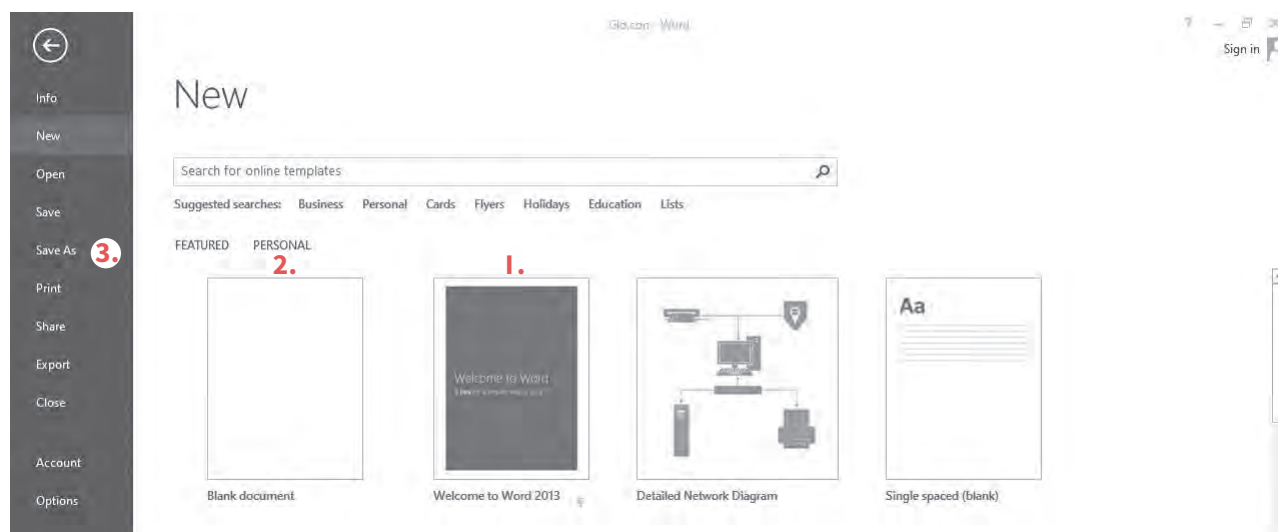 Word
?
Sign in
Info
New
Open
Save
Save As 3.
Print
Share
Export
Close
Account
Options
New
Search for online templates
Suggested searches: Business Personal Cards Flyers Holidays Education Lists
FEATURED PERSONAL
2. 1.
Welcome to Word
Aa
Blank document Welcome to Word 2013 Detailed Network Diagram Single spaced (blank)